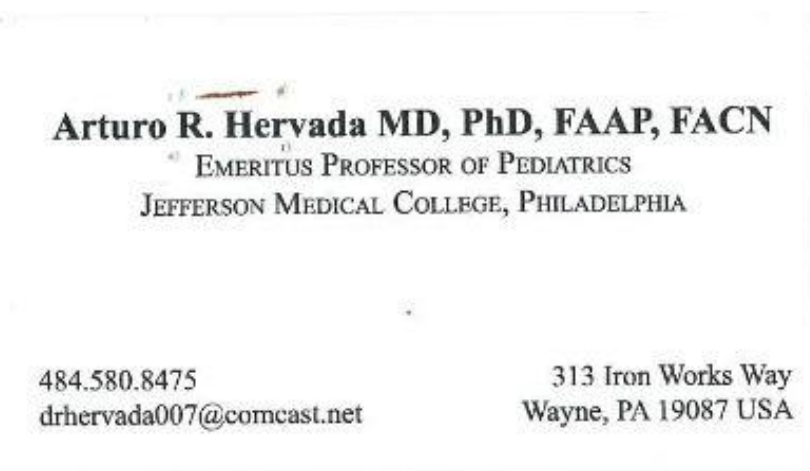 Arturo R. Hervada MD, PhD, FAAP, FACN
EMERITUS PROFESSOR OF PEDIATRICS
JEFFERSON MEDICAL COLLEGE, PHILADELPHIA
484.580.8475
drhervada007@comcast.net
313 Iron Works Way
Wayne, PA 19087 USA